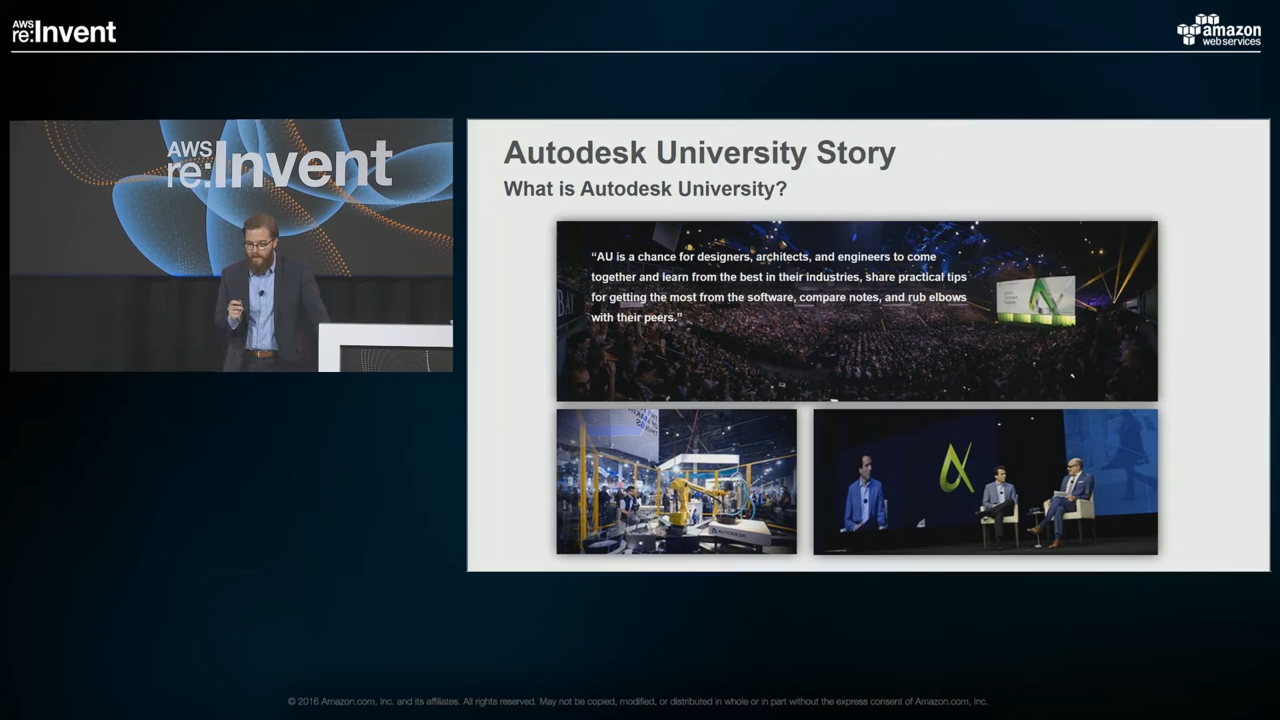 AWS
re:Invent
amazon
web services
AWS
re:Invent
Autodesk University Story
What is Autodesk University?
“AU is a chance for designers, architects, and engineers to come
together and learn from the best in their industries, share practical tips
for getting the most from the software, compare notes, and rub elbows
with their peers.”
AUTODESK
© 2016 Amazon.com, Inc. and its affiliates. All rights reserved. May not be copied, modified, or distributed in whole or in part without the express consent of Amazon.com, Inc.